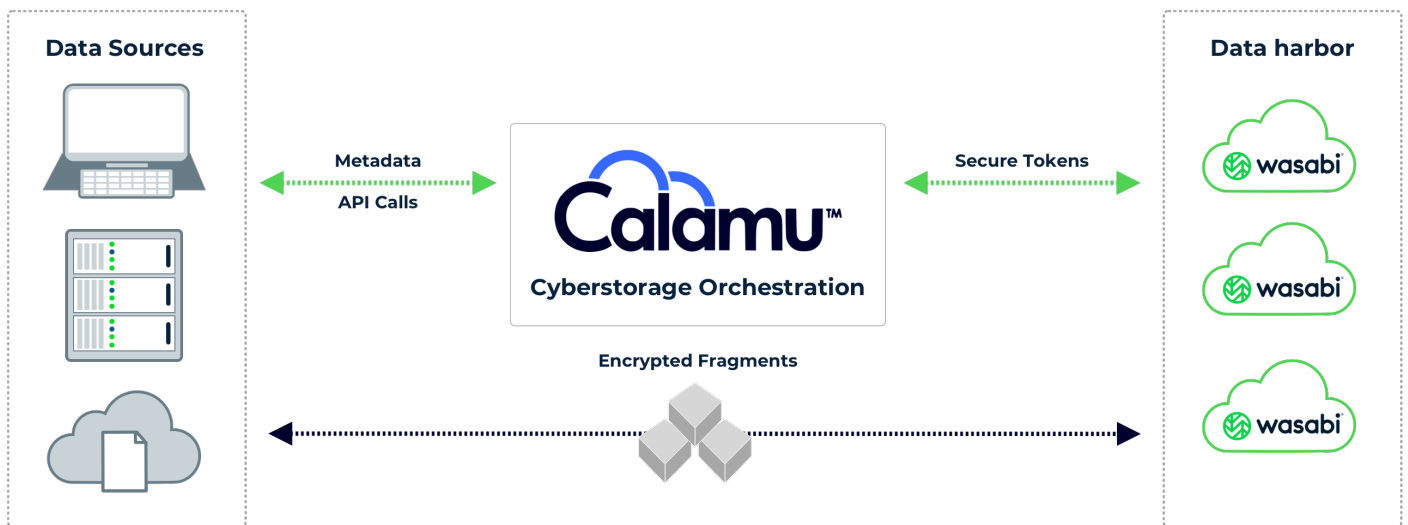 Data Sources
Metadata
API Calls
Calamu™
Cyberstorage Orchestration
Secure Tokens
Encrypted Fragments
Data harbor
wasabi
wasabi
wasabi